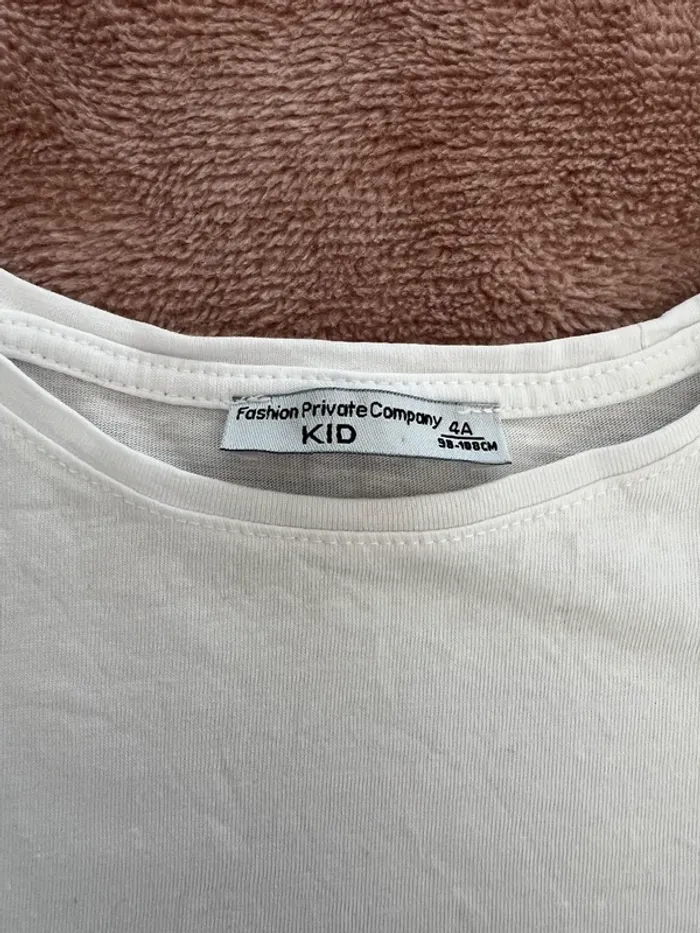 Fashion Private Company
KID
4A
98-108CM